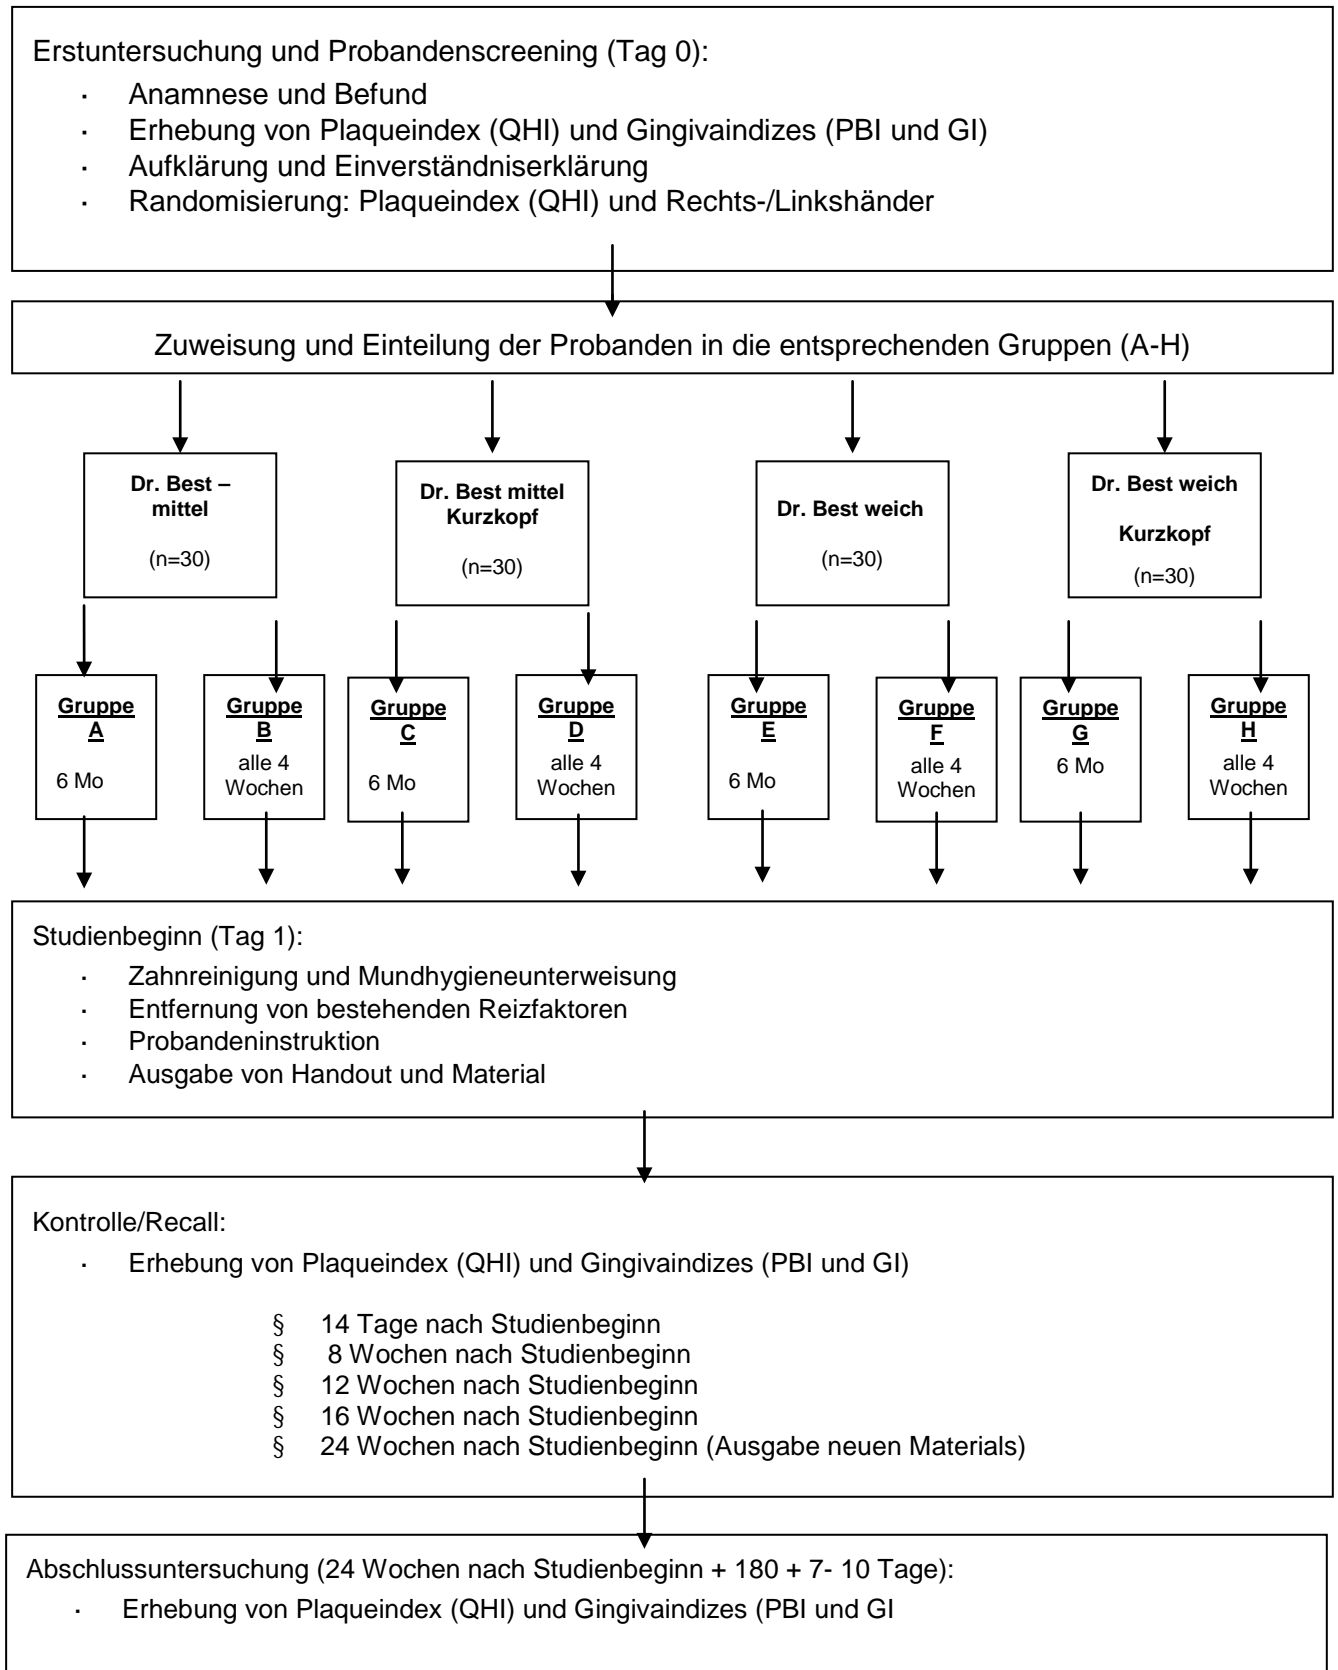 Erstuntersuchung und Probandenscreening (Tag 0):
· Anamnese und Befund
· Erhebung von Plaqueindex (QHI) und Gingivaindizes (PBI und GI)
· Aufklärung und Einverständniserklärung
· Randomisierung: Plaqueindex (QHI) und Rechts-/Linkshänder
Zuweisung und Einteilung der Probanden in die entsprechenden Gruppen (A-H)
Dr. Best –
mittel
(n=30)
Dr. Best mittel
Kurzkopf
(n=30)
Dr. Best weich
(n=30)
Dr. Best weich
Kurzkopf
(n=30)
Gruppe
A
6 Mo
Gruppe
B
alle 4
Wochen
Gruppe
C
6 Mo
Gruppe
D
alle 4
Wochen
Gruppe
E
6 Mo
Gruppe
F
alle 4
Wochen
Gruppe
G
6 Mo
Gruppe
H
alle 4
Wochen
Studienbeginn (Tag 1):
· Zahnreinigung und Mundhygieneunterweisung
· Entfernung von bestehenden Reizfaktoren
· Probandeninstruktion
· Ausgabe von Handout und Material
Kontrolle/Recall:
· Erhebung von Plaqueindex (QHI) und Gingivaindizes (PBI und GI)
§ 14 Tage nach Studienbeginn
§ 8 Wochen nach Studienbeginn
§ 12 Wochen nach Studienbeginn
§ 16 Wochen nach Studienbeginn
§ 24 Wochen nach Studienbeginn (Ausgabe neuen Materials)
Abschlussuntersuchung (24 Wochen nach Studienbeginn + 180 + 7- 10 Tage):
· Erhebung von Plaqueindex (QHI) und Gingivaindizes (PBI und GI